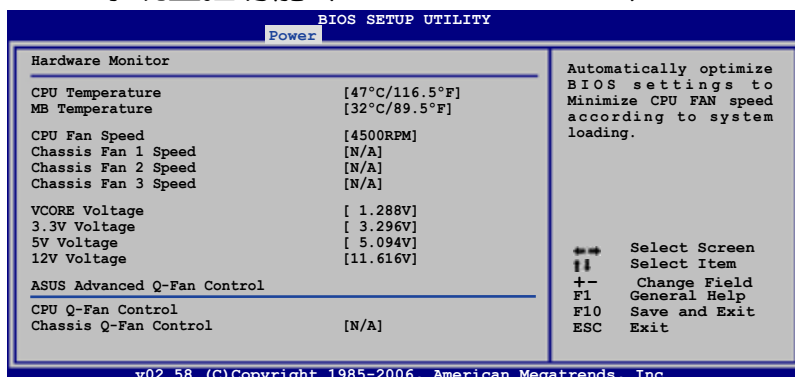 BIOS SETUP UTILITY
Power
Hardware Monitor
CPU Temperature [47°C/116.5°F]
MB Temperature [32°C/89.5°F]
CPU Fan Speed [4500RPM]
Chassis Fan 1 Speed [N/A]
Chassis Fan 2 Speed [N/A]
Chassis Fan 3 Speed [N/A]
VCORE Voltage [ 1.288V]
3.3V Voltage [ 3.296V]
5V Voltage [ 5.094V]
12V Voltage [11.616V]
ASUS Advanced Q-Fan Control
CPU Q-Fan Control
Chassis Q-Fan Control [N/A]
Automatically optimize
BIOS settings to
Minimize CPU FAN speed
according to system
loading.
←→ Select Screen
↑↓ Select Item
+- Change Field
F1 General Help
F10 Save and Exit
ESC Exit
v02.58 (C)Copyright 1985-2006, American Megatrends, Inc.